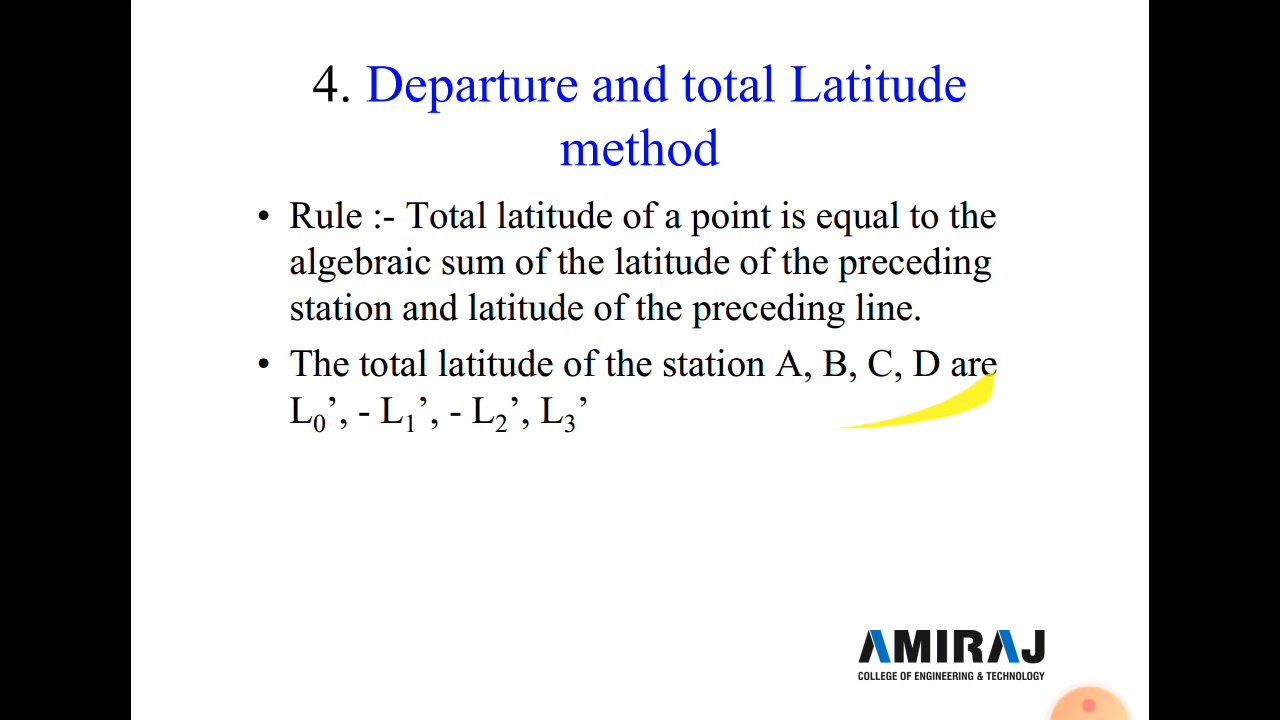 4. Departure and total Latitude
method
• Rule :- Total latitude of a point is equal to the
algebraic sum of the latitude of the preceding
station and latitude of the preceding line.
• The total latitude of the station A, B, C, D are
L₀’, - L₁’, - L₂’, L₃’
AMIRAJ
COLLEGE OF ENGINEERING & TECHNOLOGY